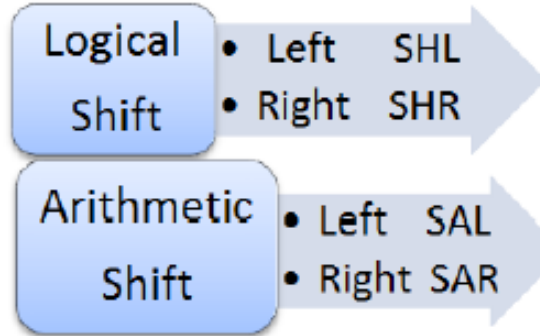 Logical
Shift
• Left SHL
• Right SHR
Arithmetic
Shift
• Left SAL
• Right SAR